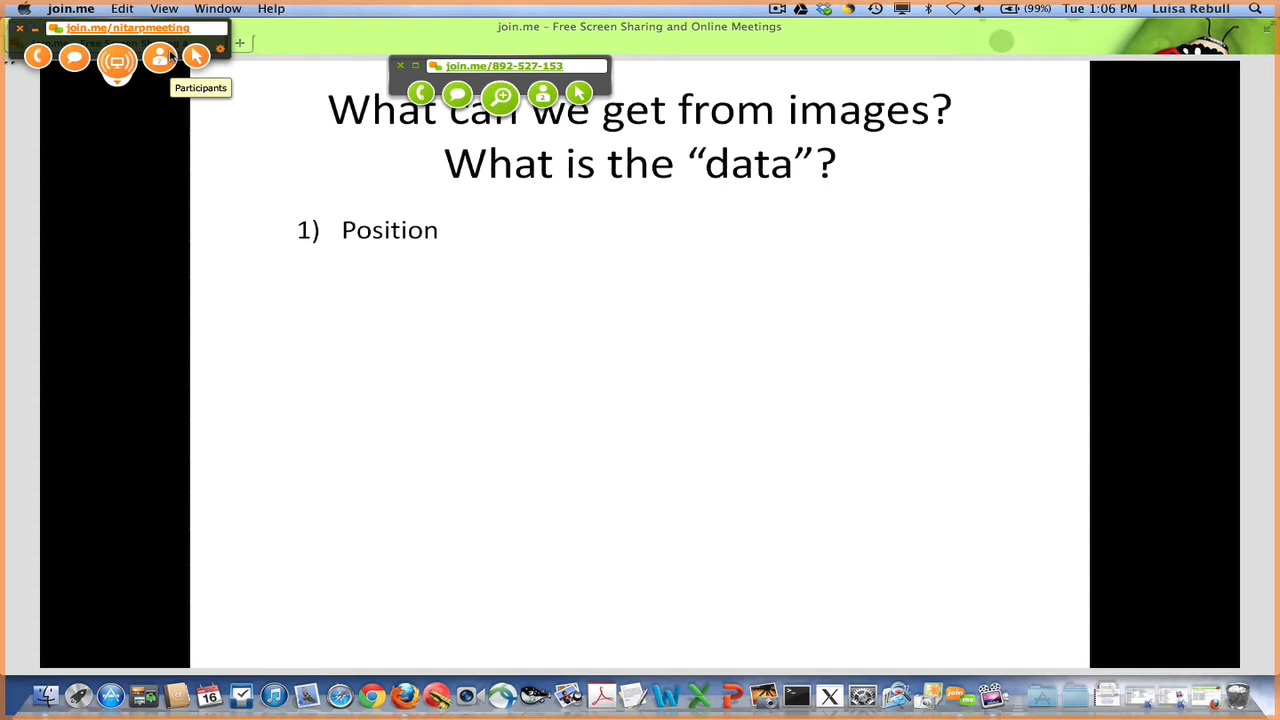 join.me Edit View Window Help (99%) Tue 1:06 PM Luisa Rebull
join.me/nitarpmeeting
join.me – Free Screen Sharing and Online Meetings
join.me/892-527-153
Participants
What can we get from images?
What is the “data”?
1) Position